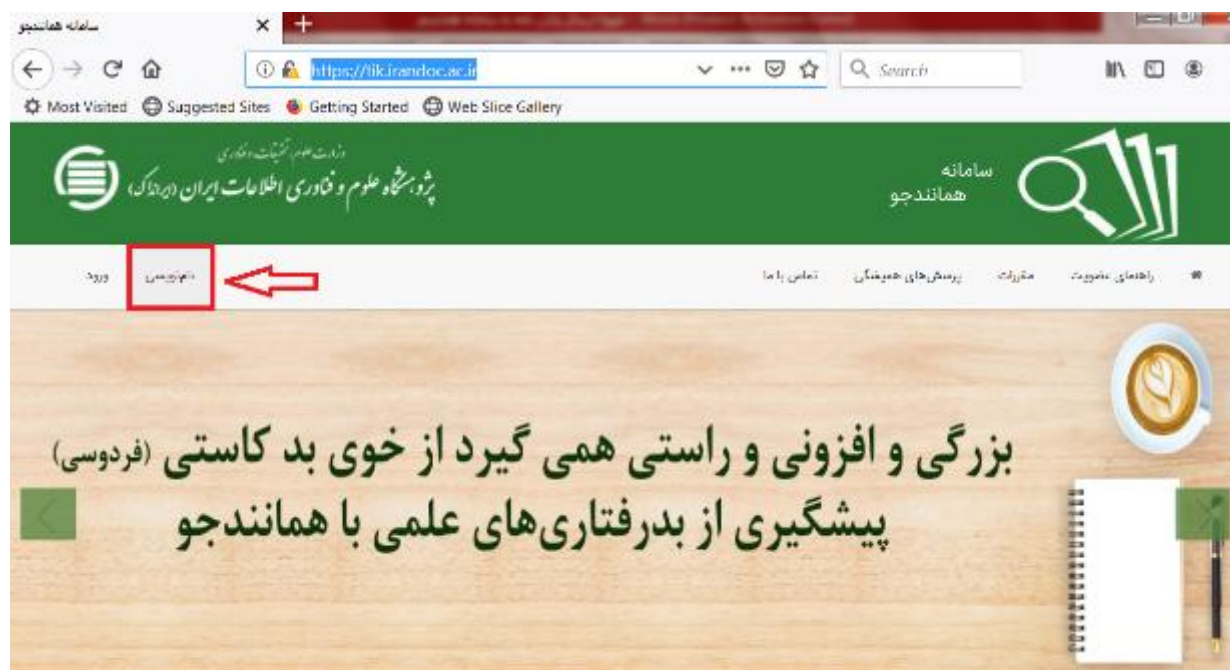 سامانه همانندجو
https://tik.irandoc.ac.ir
Search
Most Visited Suggested Sites Getting Started Web Slice Gallery
وزارت علوم، تحقیقات و فناوری
پژوهشگاه علوم و فناوری اطلاعات ایران (ایرانداک)
سامانه
همانندجو
راهنمای عضویت مقررات پرسش‌های همیشگی تماس با ما نام‌نویسی ورود
بزرگی و افزونی و راستی همی گیرد از خوی بد کاستی (فردوسی)
پیشگیری از بدرفتاری‌های علمی با همانندجو